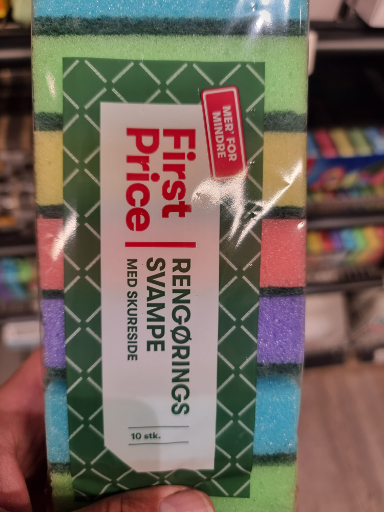 MER' FOR
MINDRE
First
Price
RENGØRINGS
SVAMPE
MED SKURESIDE
10 stk.